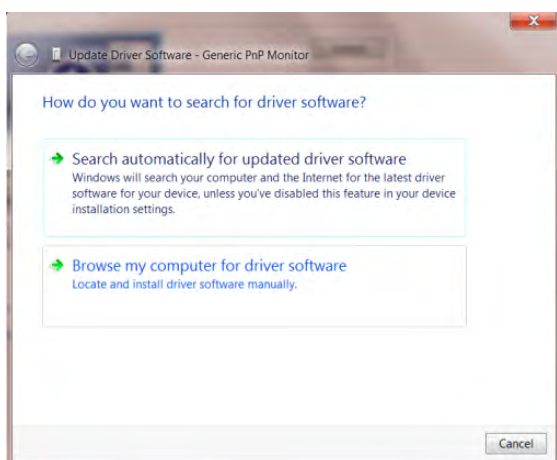 Update Driver Software - Generic PnP Monitor
How do you want to search for driver software?
Search automatically for updated driver software
Windows will search your computer and the Internet for the latest driver
software for your device, unless you've disabled this feature in your device
installation settings.
Browse my computer for driver software
Locate and install driver software manually.
Cancel